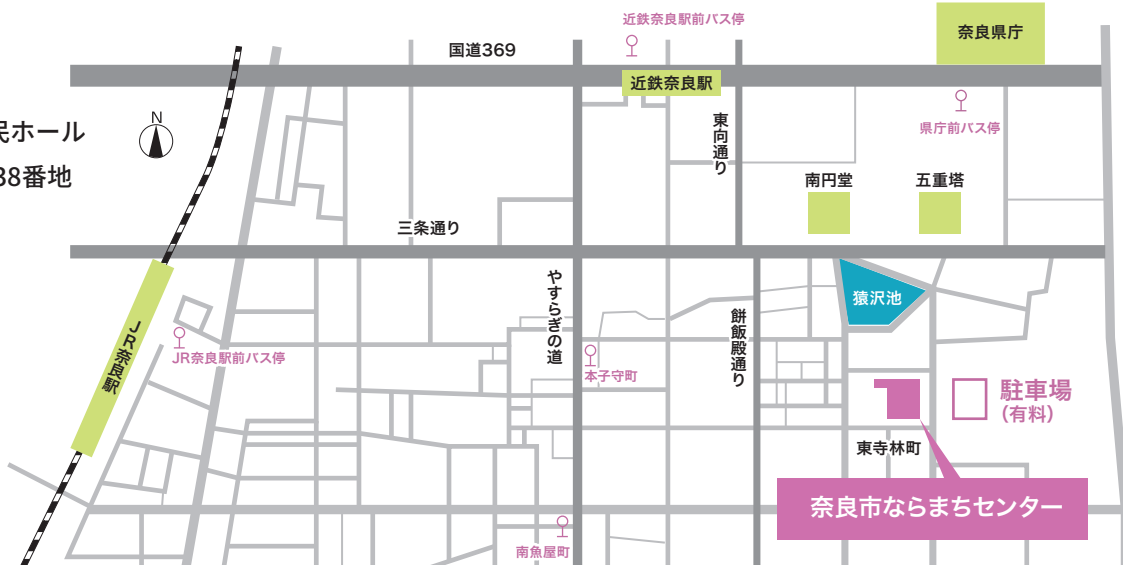 近鉄奈良駅前バス停
奈良県庁
国道369
近鉄奈良駅
N
民ホール
県庁前バス停
東向通り
38番地
南円堂
五重塔
三条通り
やすらぎの道
猿沢池
餅飯殿通り
JR奈良駅
JR奈良駅前バス停
本子守町
駐車場
(有料)
東寺林町
奈良市ならまちセンター
南魚屋町